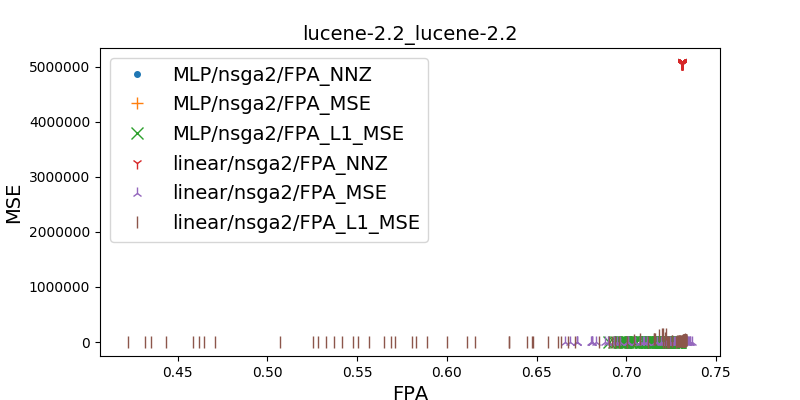 lucene-2.2_lucene-2.2
MSE
5000000
4000000
3000000
2000000
1000000
0
MLP/nsga2/FPA_NNZ
MLP/nsga2/FPA_MSE
MLP/nsga2/FPA_L1_MSE
linear/nsga2/FPA_NNZ
linear/nsga2/FPA_MSE
linear/nsga2/FPA_L1_MSE
0.45 0.50 0.55 0.60 0.65 0.70 0.75
FPA